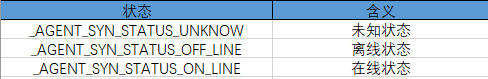 状态 含义
_AGENT_SYN_STATUS_UNKNOW 未知状态
_AGENT_SYN_STATUS_OFF_LINE 离线状态
_AGENT_SYN_STATUS_ON_LINE 在线状态